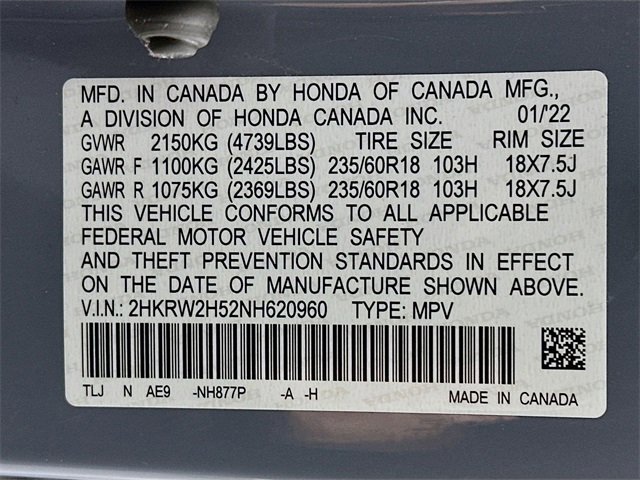 MFD. IN CANADA BY HONDA OF CANADA MFG.,
A DIVISION OF HONDA CANADA INC. 01/'22
GVWR 2150KG (4739LBS) TIRE SIZE RIM SIZE
GAWR F 1100KG (2425LBS) 235/60R18 103H 18X7.5J
GAWR R 1075KG (2369LBS) 235/60R18 103H 18X7.5J
THIS VEHICLE CONFORMS TO ALL APPLICABLE
FEDERAL MOTOR VEHICLE SAFETY
AND THEFT PREVENTION STANDARDS IN EFFECT
ON THE DATE OF MANUFACTURE SHOWN ABOVE.
V.I.N.: 2HKRW2H52NH620960 TYPE: MPV
TLJ N AE9 -NH877P -A -H MADE IN CANADA